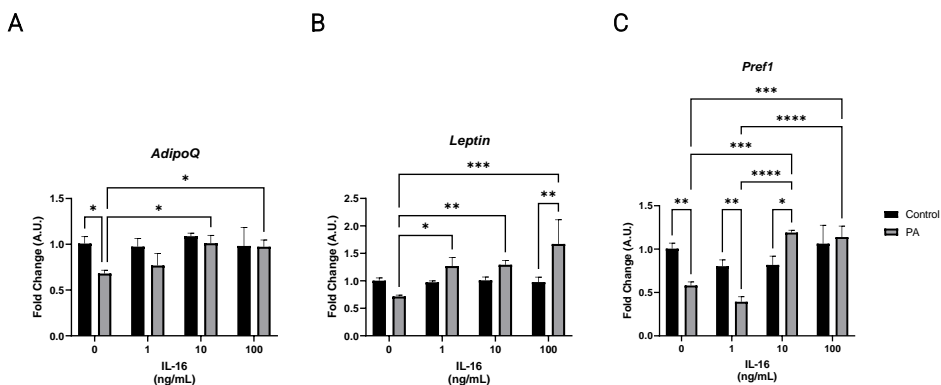 A
AdipoQ
*
*
*
Fold Change (A.U.)
1.5
1.0
0.5
0.0
0 1 10 100
IL-16
(ng/mL)
B
Leptin
***
**
*
**
Fold Change (A.U.)
2.5
2.0
1.5
1.0
0.5
0.0
0 1 10 100
IL-16
(ng/mL)
C
Pref1
***
****
***
****
** ** *
Fold Change (A.U.)
1.5
1.0
0.5
0.0
0 1 10 100
IL-16
(ng/mL)
Control
PA